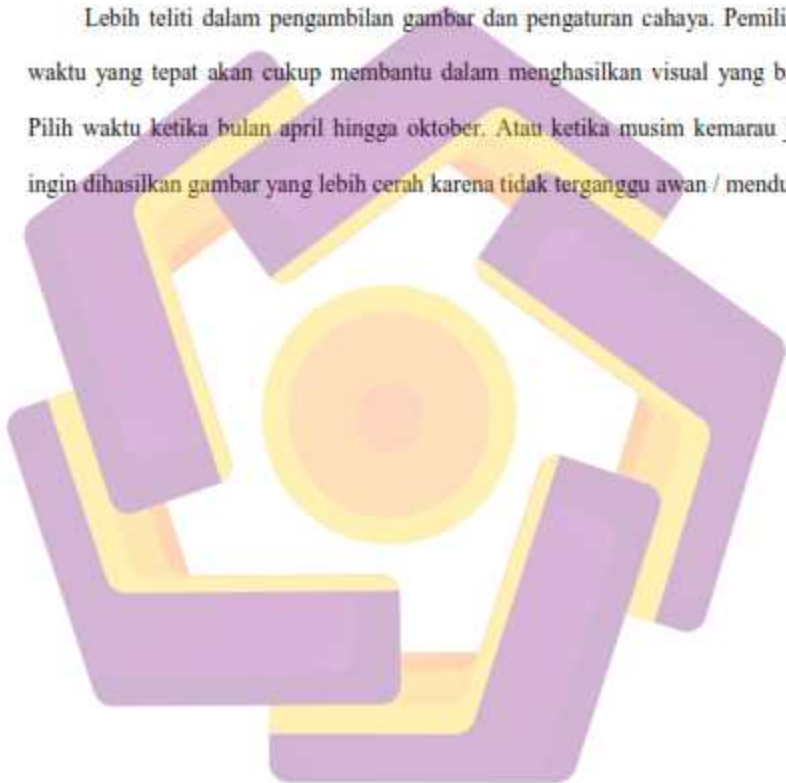 Lebih teliti dalam pengambilan gambar dan pengaturan cahaya. Pemili
waktu yang tepat akan cukup membantu dalam menghasilkan visual yang b
Pilih waktu ketika bulan april hingga oktober. Atau ketika musim kemarau
ingin dihasilkan gambar yang lebih cerah karena tidak terganggu awan / mendu